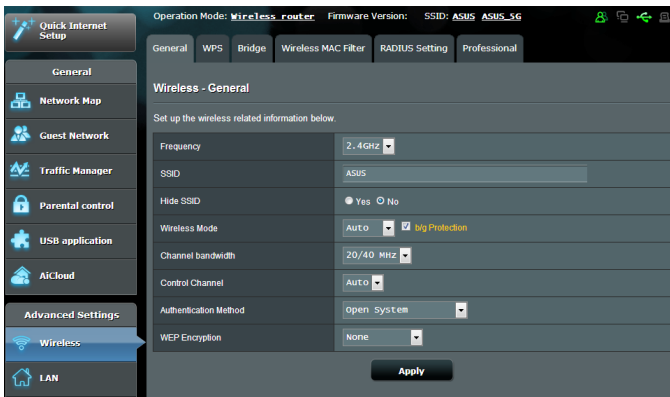 Quick Internet
Setup
Operation Mode: Wireless router Firmware Version: SSID: ASUS ASUS_5G
General WPS Bridge Wireless MAC Filter RADIUS Setting Professional
General
Network Map
Guest Network
Traffic Manager
Parental control
USB application
AiCloud
Advanced Settings
Wireless
LAN
Wireless - General
Set up the wireless related information below.
Frequency 2.4GHz
SSID ASUS
Hide SSID Yes No
Wireless Mode Auto b/g Protection
Channel bandwidth 20/40 MHz
Control Channel Auto
Authentication Method Open System
WEP Encryption None
Apply